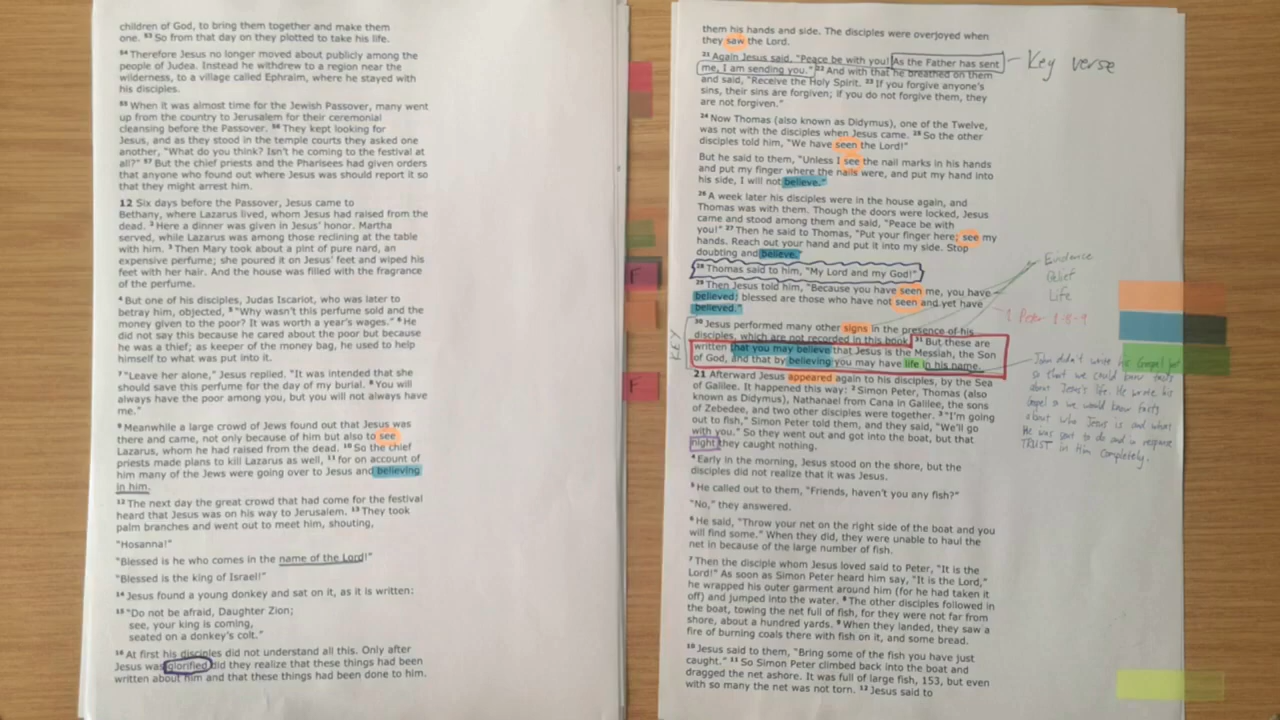 children of God, to bring them together and make them
one. 53 So from that day on they plotted to take his life.
54 Therefore Jesus no longer moved about publicly among the
people of Judea. Instead he withdrew to a region near the
wilderness, to a village called Ephraim, where he stayed with
his disciples.
55 When it was almost time for the Jewish Passover, many went
up from the country to Jerusalem for their ceremonial
cleansing before the Passover. 56 They kept looking for
Jesus, and as they stood in the temple courts they asked one
another, “What do you think? Isn’t he coming to the festival at
all?” 57 But the chief priests and the Pharisees had given orders
that anyone who found out where Jesus was should report it so
that they might arrest him.
12 Six days before the Passover, Jesus came to
Bethany, where Lazarus lived, whom Jesus had raised from the
dead. 2 Here a dinner was given in Jesus’ honor. Martha
served, while Lazarus was among those reclining at the table
with him. 3 Then Mary took about a pint of pure nard, an
expensive perfume; she poured it on Jesus’ feet and wiped his
feet with her hair. And the house was filled with the fragrance
of the perfume.
4 But one of his disciples, Judas Iscariot, who was later to
betray him, objected, 5 “Why wasn’t this perfume sold and the
money given to the poor? It was worth a year’s wages.” 6 He
did not say this because he cared about the poor but because
he was a thief; as keeper of the money bag, he used to help
himself to what was put into it.
7 “Leave her alone,” Jesus replied. “It was intended that she
should save this perfume for the day of my burial. 8 You will
always have the poor among you, but you will not always have
me.”
9 Meanwhile a large crowd of Jews found out that Jesus was
there and came, not only because of him but also to see
Lazarus, whom he had raised from the dead. 10 So the chief
priests made plans to kill Lazarus as well, 11 for on account of
him many of the Jews were going over to Jesus and believing
in him.
12 The next day the great crowd that had come for the festival
heard that Jesus was on his way to Jerusalem. 13 They took
palm branches and went out to meet him, shouting,
“Hosanna!”
“Blessed is he who comes in the name of the Lord!”
“Blessed is the king of Israel!”
14 Jesus found a young donkey and sat on it, as it is written:
15 “Do not be afraid, Daughter Zion;
see, your king is coming,
seated on a donkey’s colt.”
16 At first his disciples did not understand all this. Only after
Jesus was glorified did they realize that these things had been
written about him and that these things had been done to him.
F
F
them his hands and side. The disciples were overjoyed when
they saw the Lord.
21 Again Jesus said, “Peace be with you! As the Father has sent
me, I am sending you.” 22 And with that he breathed on them
and said, “Receive the Holy Spirit. 23 If you forgive anyone’s
sins, their sins are forgiven; if you do not forgive them, they
are not forgiven.”
Key verse
24 Now Thomas (also known as Didymus), one of the Twelve,
was not with the disciples when Jesus came. 25 So the other
disciples told him, “We have seen the Lord!”
But he said to them, “Unless I see the nail marks in his hands
and put my finger where the nails were, and put my hand into
his side, I will not believe.”
26 A week later his disciples were in the house again, and
Thomas was with them. Though the doors were locked, Jesus
came and stood among them and said, “Peace be with
you!” 27 Then he said to Thomas, “Put your finger here; see my
hands. Reach out your hand and put it into my side. Stop
doubting and believe.”
28 Thomas said to him, “My Lord and my God!”
29 Then Jesus told him, “Because you have seen me, you have
believed; blessed are those who have not seen and yet have
believed.”
Evidence
Belief
Life
1 Peter 1-8-9
KEY
30 Jesus performed many other signs in the presence of his
disciples, which are not recorded in this book. 31 But these are
written that you may believe that Jesus is the Messiah, the Son
of God, and that by believing you may have life in his name.
John didn't write his Gospel just
so that we could know facts
about Jesus's life. He wrote his
Gospel so we would know facts
about who Jesus is and what
He was sent to do and in response
TRUST in Him completely.
21 Afterward Jesus appeared again to his disciples, by the Sea
of Galilee. It happened this way: 2 Simon Peter, Thomas (also
known as Didymus), Nathanael from Cana in Galilee, the sons
of Zebedee, and two other disciples were together. 3 “I’m going
out to fish,” Simon Peter told them, and they said, “We’ll go
with you.” So they went out and got into the boat, but that
night they caught nothing.
4 Early in the morning, Jesus stood on the shore, but the
disciples did not realize that it was Jesus.
5 He called out to them, “Friends, haven’t you any fish?”
“No,” they answered.
6 He said, “Throw your net on the right side of the boat and you
will find some.” When they did, they were unable to haul the
net in because of the large number of fish.
7 Then the disciple whom Jesus loved said to Peter, “It is the
Lord!” As soon as Simon Peter heard him say, “It is the Lord,”
he wrapped his outer garment around him (for he had taken it
off) and jumped into the water. 8 The other disciples followed in
the boat, towing the net full of fish, for they were not far from
shore, about a hundred yards. 9 When they landed, they saw a
fire of burning coals there with fish on it, and some bread.
10 Jesus said to them, “Bring some of the fish you have just
caught.” 11 So Simon Peter climbed back into the boat and
dragged the net ashore. It was full of large fish, 153, but even
with so many the net was not torn. 12 Jesus said to